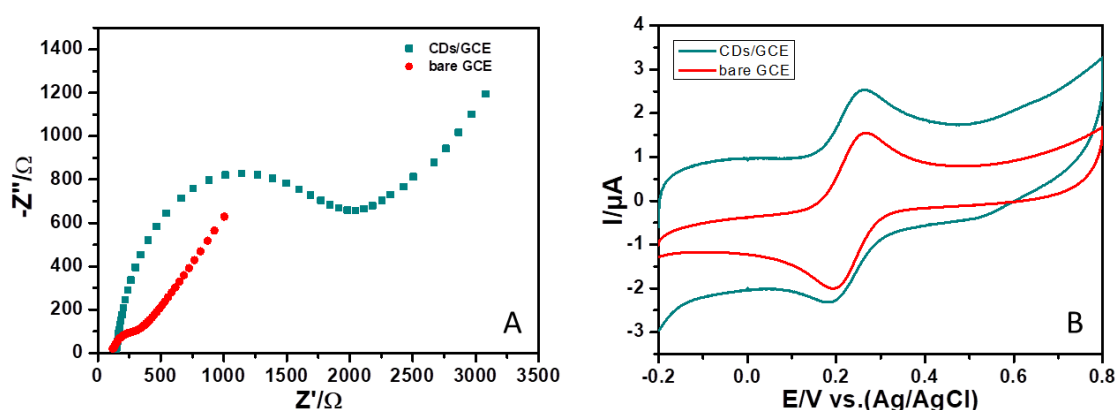 1400
1200
1000
800
600
400
200
0
-Z"/Ω
0 500 1000 1500 2000 2500 3000 3500
Z'/Ω
CDs/GCE
bare GCE
A
4
3
2
1
0
-1
-2
-3
I/μA
-0.2 0.0 0.2 0.4 0.6 0.8
E/V vs.(Ag/AgCl)
CDs/GCE
bare GCE
B